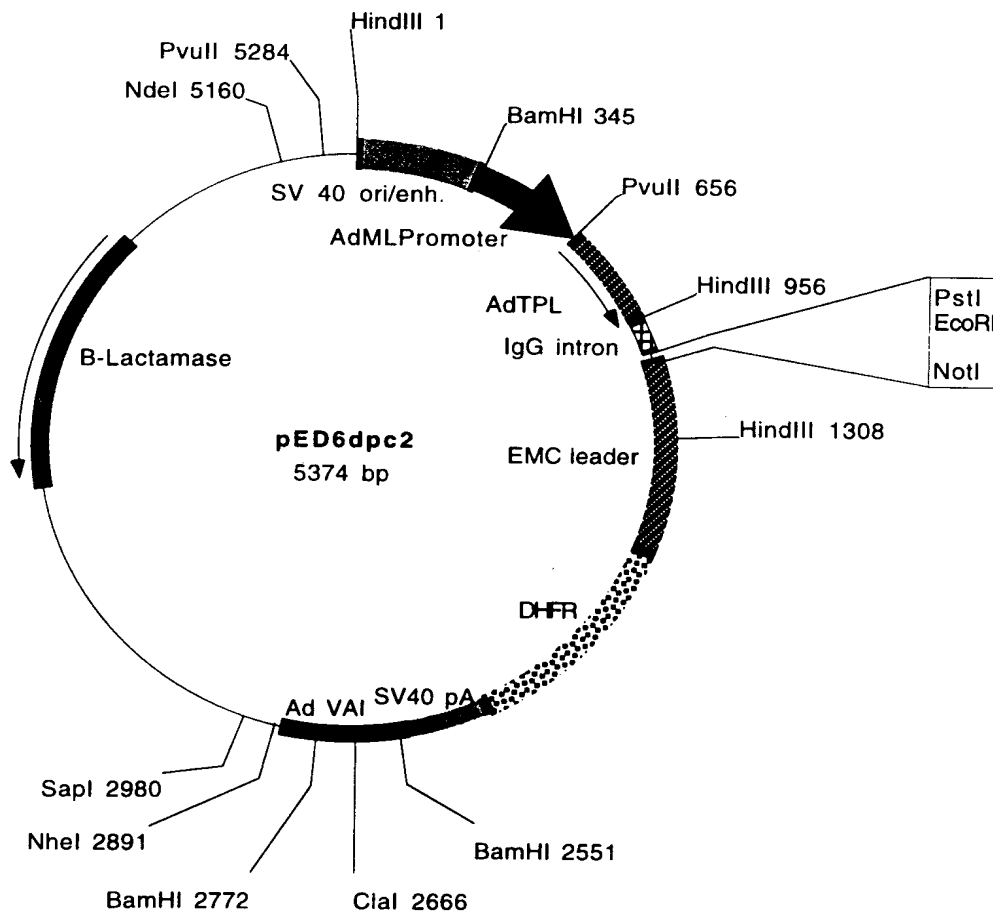 HindIII 1
PvuII 5284
NdeI 5160
BamHI 345
SV 40 ori/enh.
PvuII 656
AdMLPromoter
HindIII 956
AdTPL
PstI
EcoRI
IgG intron
B-Lactamase
NotI
HindIII 1308
pED6dpc2
EMC leader
5374 bp
DHFR
SV40 pA
Ad VAI
SapI 2980
NheI 2891
BamHI 2551
BamHI 2772
ClaI 2666